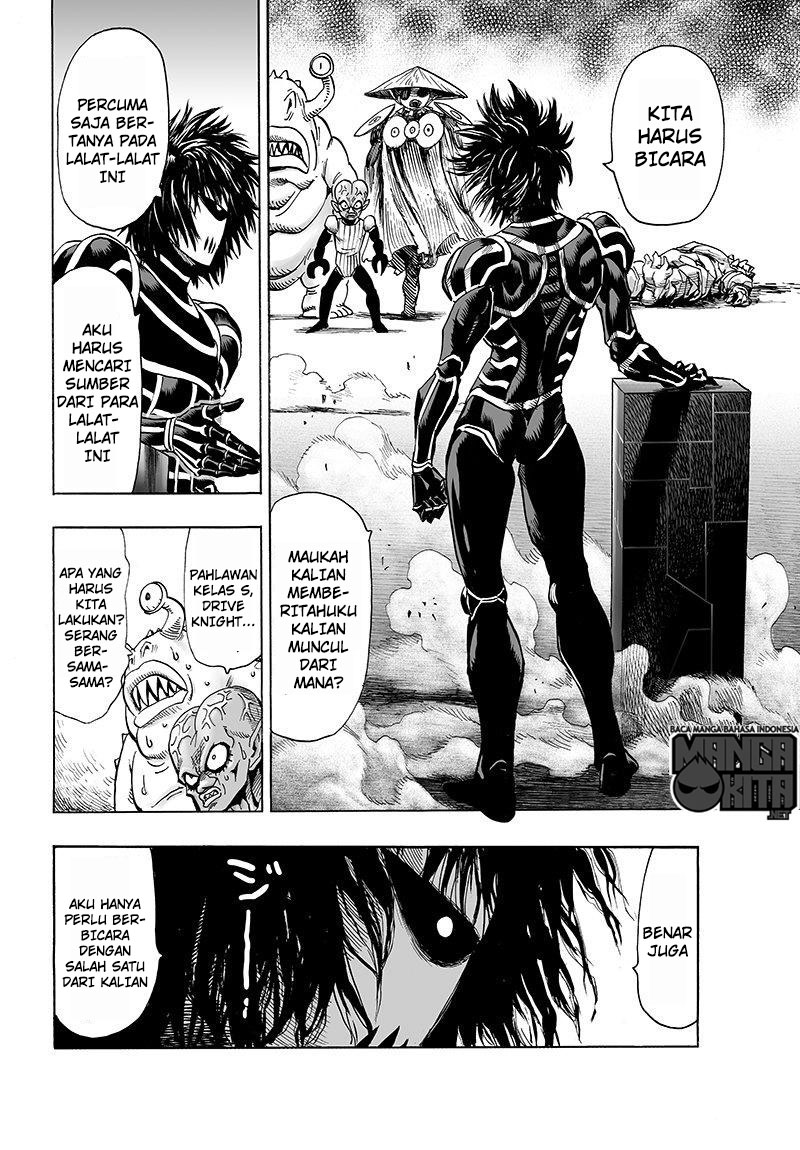 KITA
HARUS
BICARA
MAUKAH
KALIAN
MEMBE-
RITAHUKU
KALIAN
MUNCUL
DARI
MANA?
PERCUMA
SAJA BER-
TANYA PADA
LALAT-LALAT
INI
AKU
HARUS
MENCARI
SUMBER
DARI PARA
LALAT-
LALAT
INI
PAHLAWAN
KELAS S,
DRIVE
KNIGHT...
APA YANG
HARUS
KITA
LAKUKAN?
SERANG
BER-
SAMA-
SAMA?
BACA MANGA BAHASA INDONESIA
MANGA
KITA
.NET
BENAR
JUGA
AKU HANYA
PERLU BER-
BICARA
DENGAN
SALAH SATU
DARI KALIAN